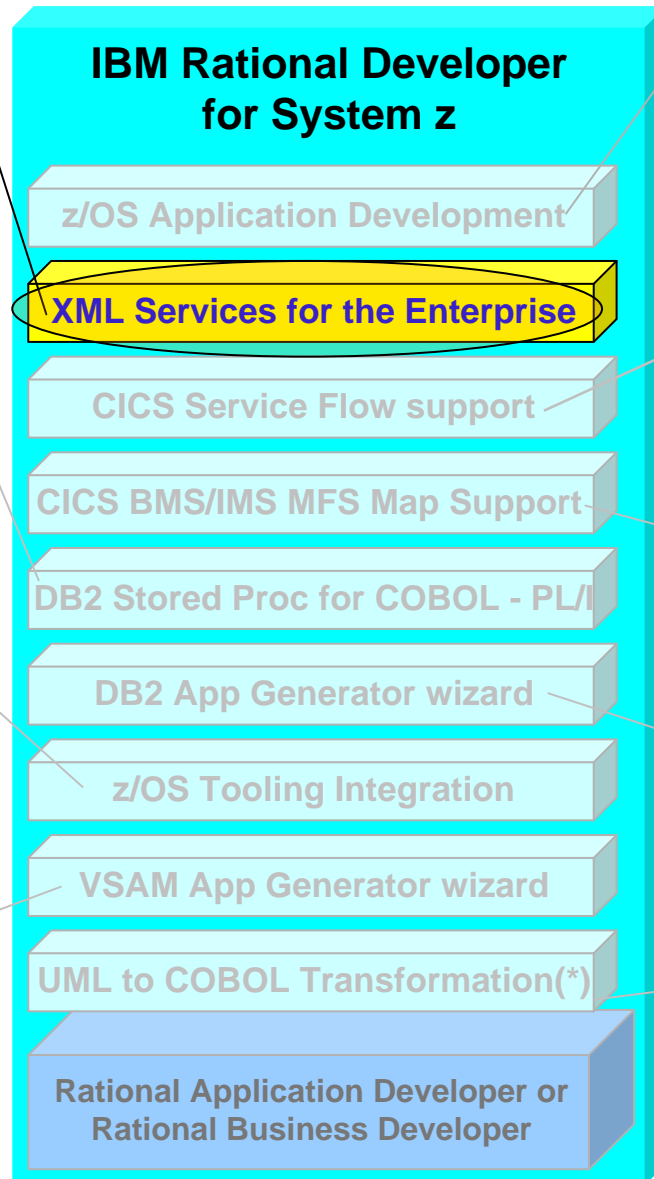 IBM Rational Developer
for System z
z/OS Application Development
XML Services for the Enterprise
CICS Service Flow support
CICS BMS/IMS MFS Map Support
DB2 Stored Proc for COBOL - PL/I
DB2 App Generator wizard
z/OS Tooling Integration
VSAM App Generator wizard
UML to COBOL Transformation(*)
Rational Application Developer or
Rational Business Developer